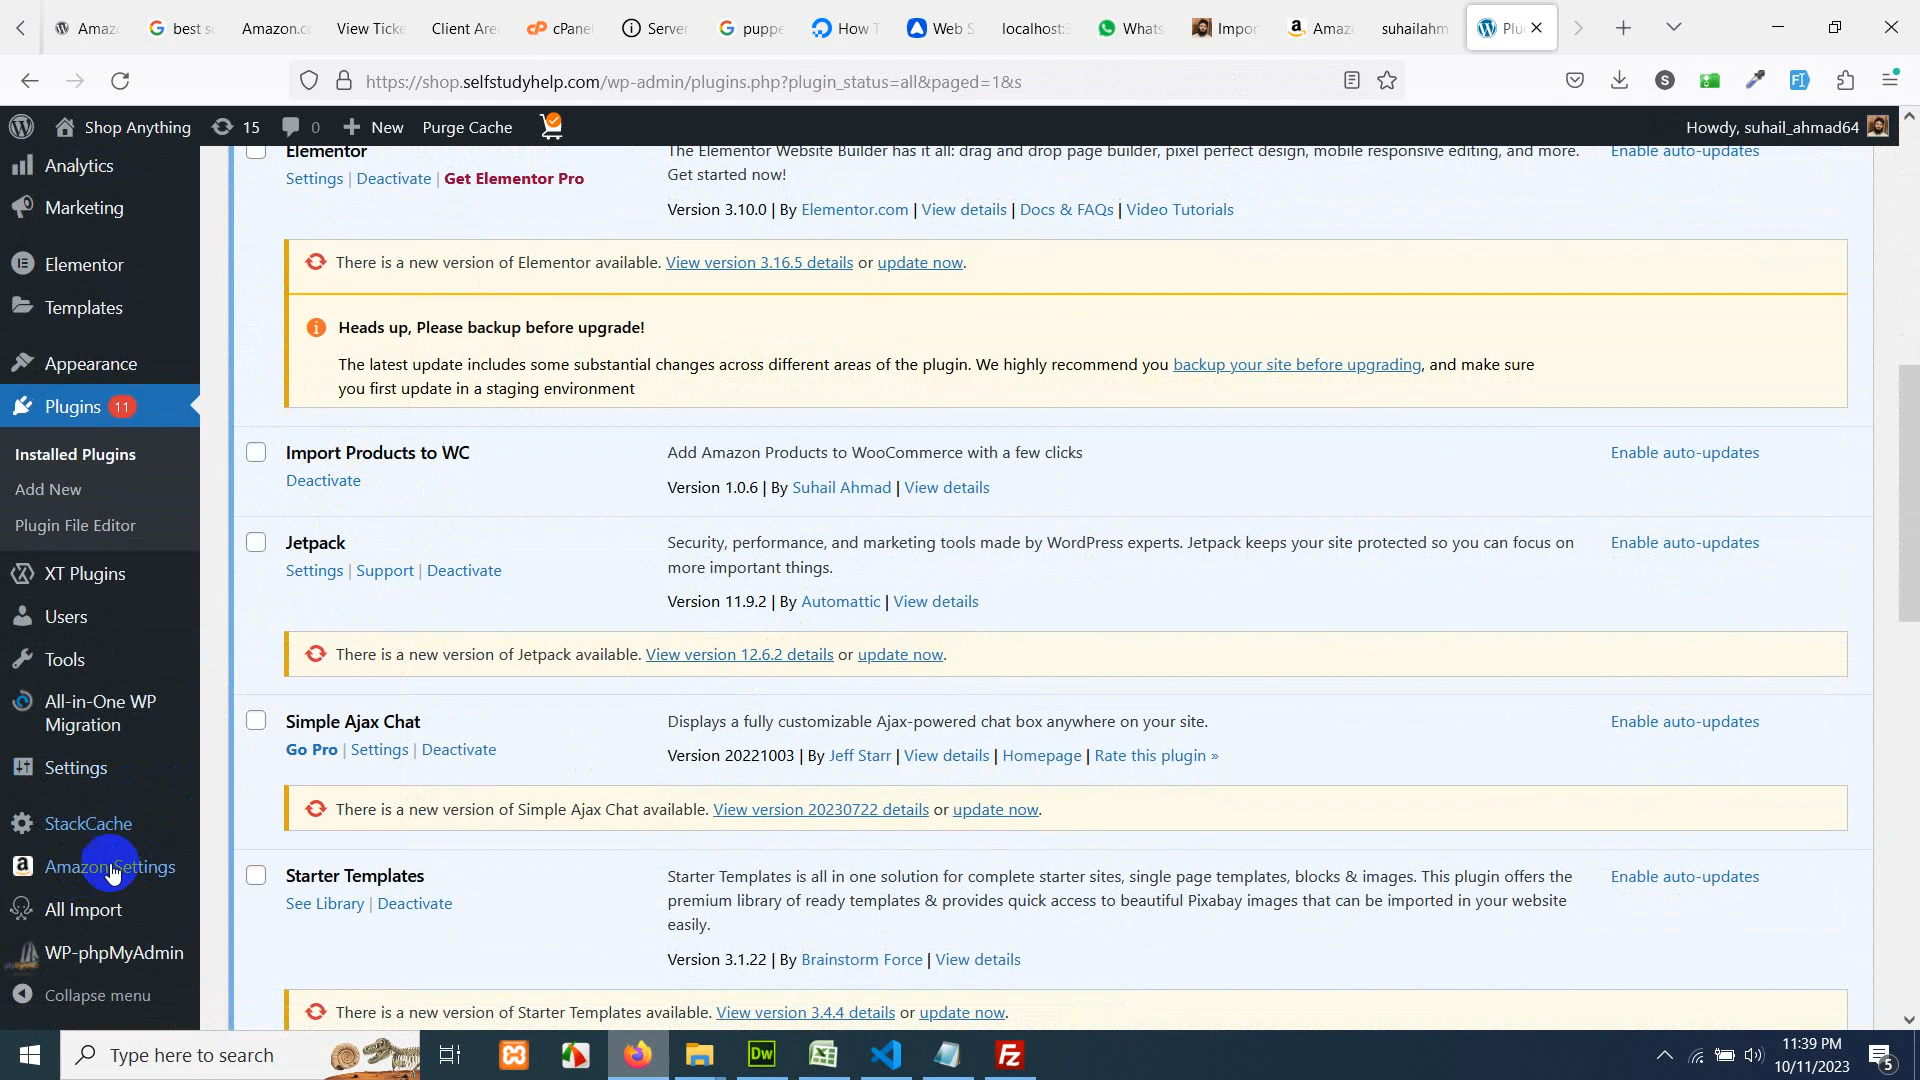 Amaz
best s
Amazon.c
View Ticke
Client Are
cPane
Server
puppe
How T
Web S
localhost:
Whats
Impor
Amaz
suhailahm
Plu
https://shop.selfstudyhelp.com/wp-admin/plugins.php?plugin_status=all&paged=1&s
Shop Anything
15
0
New
Purge Cache
Howdy, suhail_ahmad64
Analytics
Marketing
Elementor
Templates
Appearance
Plugins 11
Installed Plugins
Add New
Plugin File Editor
XT Plugins
Users
Tools
All-in-One WP
Migration
Settings
StackCache
Amazon Settings
All Import
WP-phpMyAdmin
Collapse menu
Elementor
Settings | Deactivate | Get Elementor Pro
The Elementor Website Builder has it all: drag and drop page builder, pixel perfect design, mobile responsive editing, and more.
Get started now!
Version 3.10.0 | By Elementor.com | View details | Docs & FAQs | Video Tutorials
Enable auto-updates
There is a new version of Elementor available. View version 3.16.5 details or update now.
Heads up, Please backup before upgrade!
The latest update includes some substantial changes across different areas of the plugin. We highly recommend you backup your site before upgrading, and make sure
you first update in a staging environment
Import Products to WC
Deactivate
Add Amazon Products to WooCommerce with a few clicks
Version 1.0.6 | By Suhail Ahmad | View details
Enable auto-updates
Jetpack
Settings | Support | Deactivate
Security, performance, and marketing tools made by WordPress experts. Jetpack keeps your site protected so you can focus on
more important things.
Version 11.9.2 | By Automattic | View details
Enable auto-updates
There is a new version of Jetpack available. View version 12.6.2 details or update now.
Simple Ajax Chat
Go Pro | Settings | Deactivate
Displays a fully customizable Ajax-powered chat box anywhere on your site.
Version 20221003 | By Jeff Starr | View details | Homepage | Rate this plugin »
Enable auto-updates
There is a new version of Simple Ajax Chat available. View version 20230722 details or update now.
Starter Templates
See Library | Deactivate
Starter Templates is all in one solution for complete starter sites, single page templates, blocks & images. This plugin offers the
premium library of ready templates & provides quick access to beautiful Pixabay images that can be imported in your website
easily.
Version 3.1.22 | By Brainstorm Force | View details
Enable auto-updates
There is a new version of Starter Templates available. View version 3.4.4 details or update now.
Type here to search
Dw
Fz
11:39 PM
10/11/2023
5